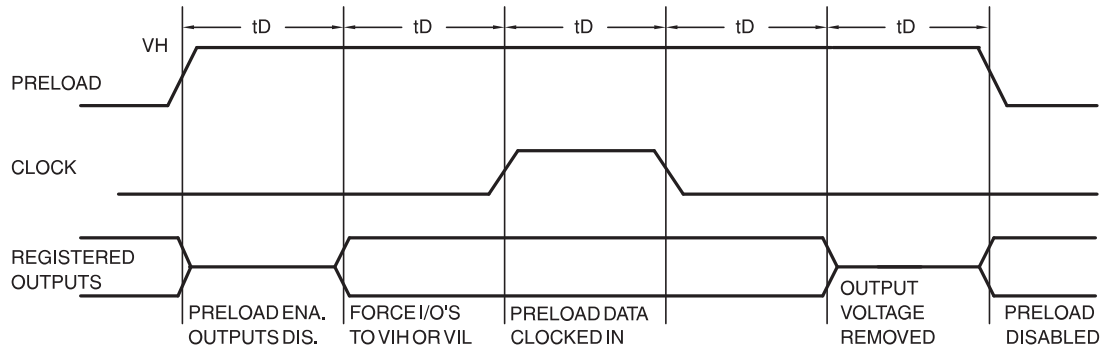 tD tD tD tD tD
VH
PRELOAD
CLOCK
REGISTERED
OUTPUTS
PRELOAD ENA.
OUTPUTS DIS.
FORCE I/O'S
TO VIH OR VIL
PRELOAD DATA
CLOCKED IN
OUTPUT
VOLTAGE
REMOVED
PRELOAD
DISABLED